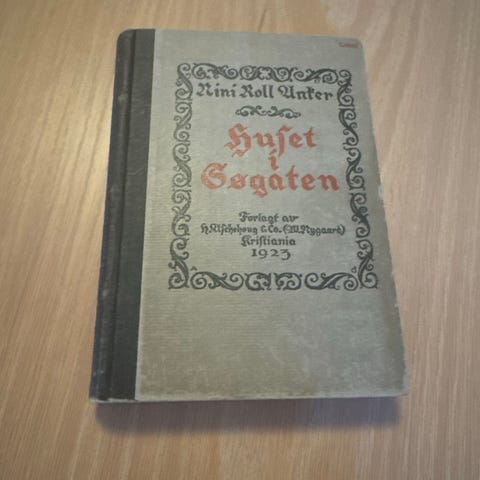 Nini Roll Anker
Huset
i
Søgaten
Forlagt av
H. Aschehoug & Co. (W. Nygaard)
Kristiania
1923